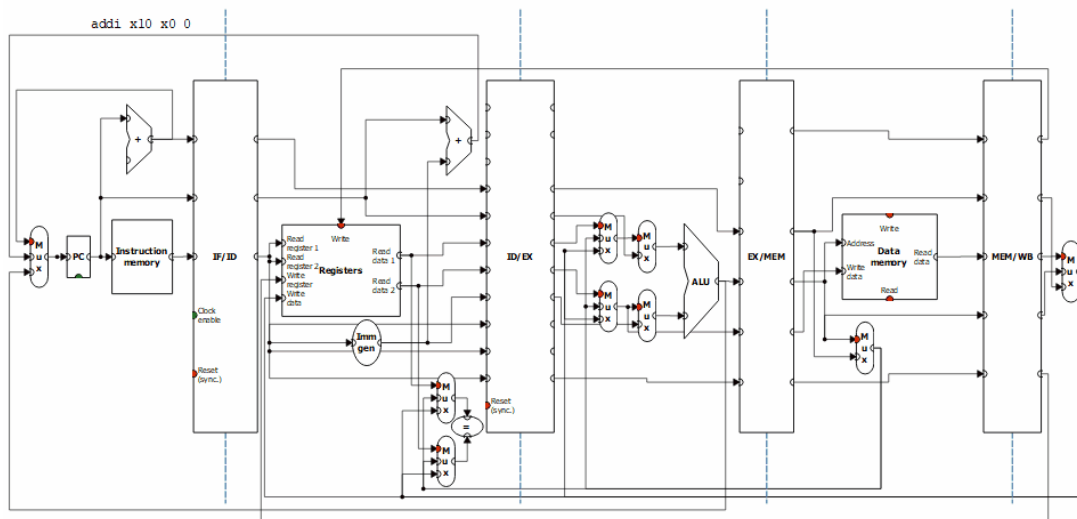 addi x10 x0 0
+
M
u
x
PC
Instruction
memory
IF/ID
Clock
enable
Reset
(sync.)
Write
Read
register 1
Read
register 2
Write
register
Write
data
Registers
Read
data 1
Read
data 2
Imm
gen
+
M
u
x
=
M
u
x
ID/EX
Reset
(sync.)
M
u
x
M
u
x
M
u
x
M
u
x
ALU
EX/MEM
Write
Address
Write
data
Data
memory
Read
data
Read
M
u
x
MEM/WB
M
u
x